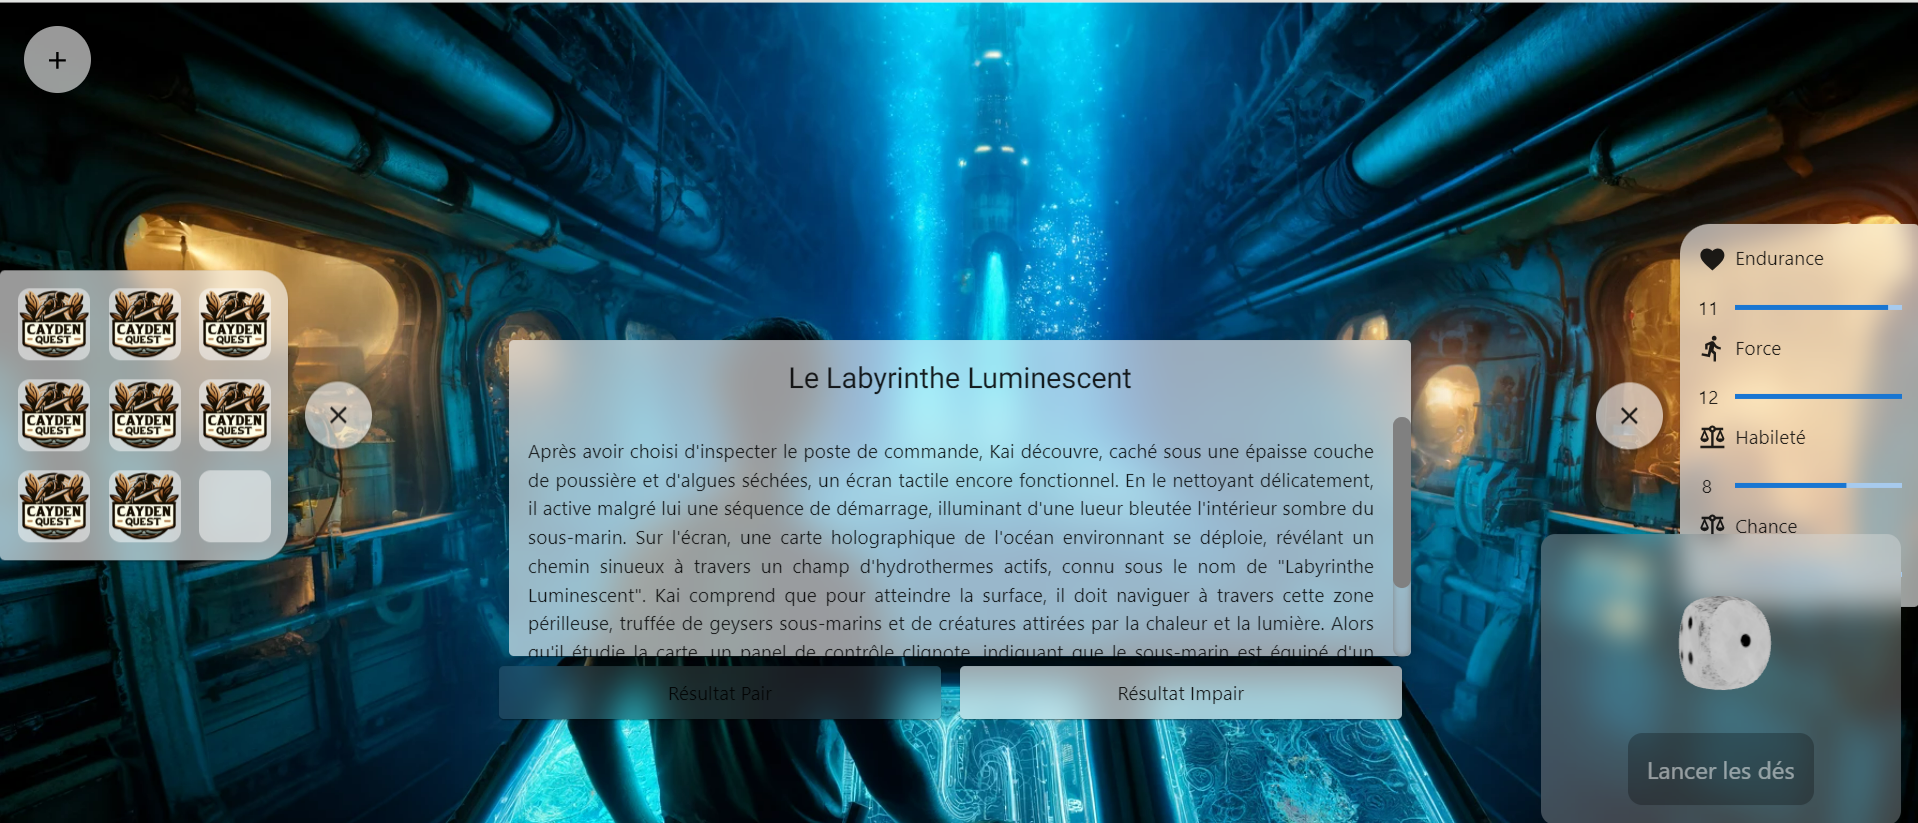 CAYDEN
QUEST
CAYDEN
QUEST
CAYDEN
QUEST
CAYDEN
QUEST
CAYDEN
QUEST
CAYDEN
QUEST
CAYDEN
QUEST
CAYDEN
QUEST
Le Labyrinthe Luminescent
Après avoir choisi d'inspecter le poste de commande, Kai découvre, caché sous une épaisse couche
de poussière et d'algues séchées, un écran tactile encore fonctionnel. En le nettoyant délicatement,
il active malgré lui une séquence de démarrage, illuminant d'une lueur bleutée l'intérieur sombre du
sous-marin. Sur l'écran, une carte holographique de l'océan environnant se déploie, révélant un
chemin sinueux à travers un champ d'hydrothermes actifs, connu sous le nom de "Labyrinthe
Luminescent". Kai comprend que pour atteindre la surface, il doit naviguer à travers cette zone
périlleuse, truffée de geysers sous-marins et de créatures attirées par la chaleur et la lumière. Alors
qu'il étudie la carte, un panel de contrôle clignote, indiquant que le sous-marin est équipé d'un
Résultat Pair
Résultat Impair
Endurance
11
Force
12
Habileté
8
Chance
Lancer les dés